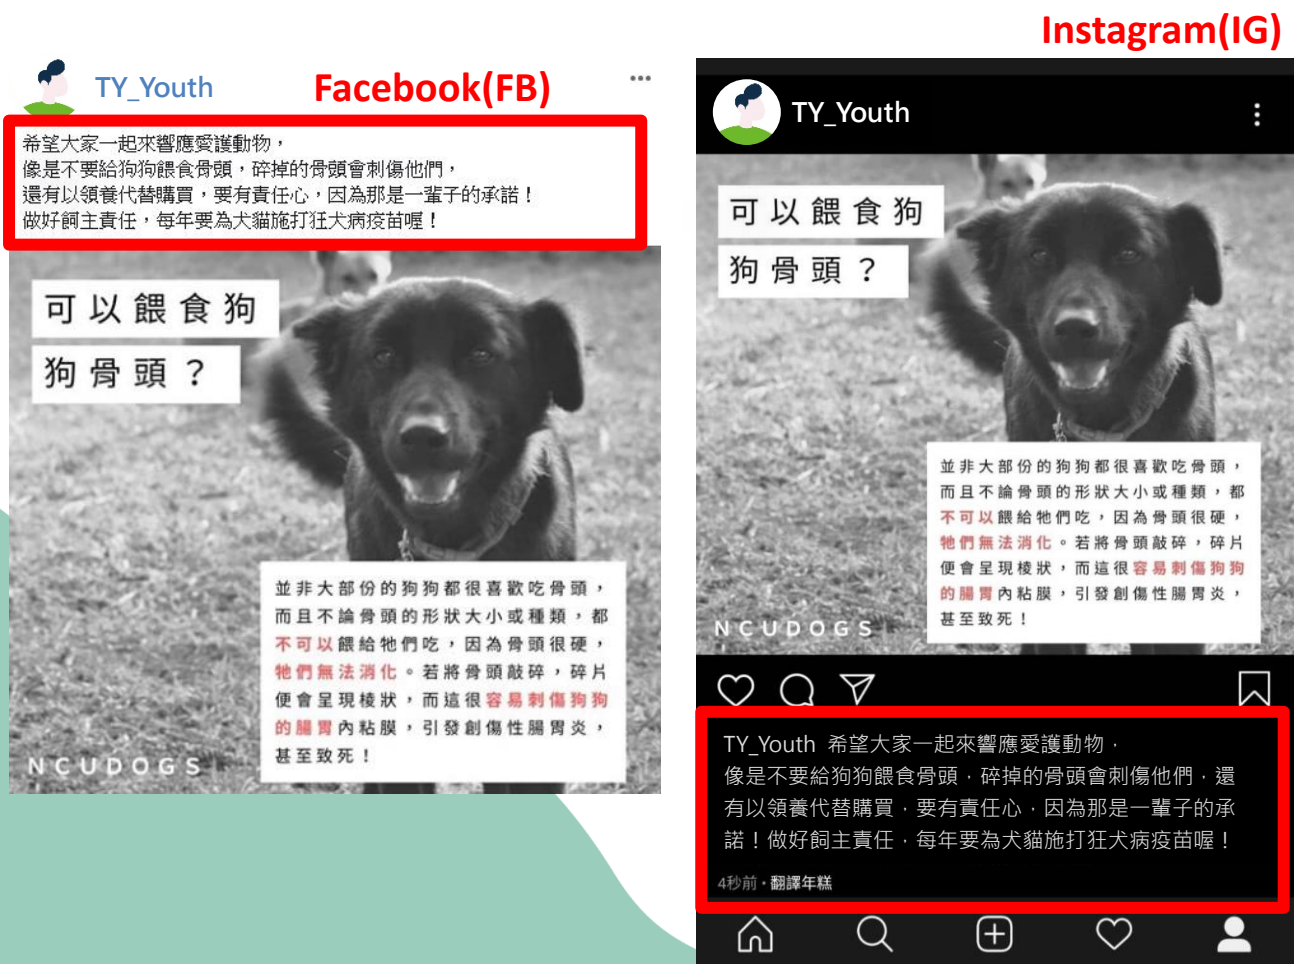 Instagram(IG)
TY_Youth
Facebook(FB)
希望大家一起來響應愛護動物，
像是不要給狗狗餵食骨頭，碎掉的骨頭會刺傷他們，
還有以領養代替購買，要有責任心，因為那是一輩子的承諾！
做好飼主責任，每年要為犬貓施打狂犬病疫苗喔！
可以餵食狗
狗骨頭？
並非大部份的狗狗都很喜歡吃骨頭，
而且不論骨頭的形狀大小或種類，都
不可以餵給牠們吃，因為骨頭很硬，
牠們無法消化。若將骨頭敲碎，碎片
便會呈現棱狀，而這很容易刺傷狗狗
的腸胃內粘膜，引發創傷性腸胃炎，
甚至致死！
NCUDOGS
TY_Youth
可以餵食狗
狗骨頭？
並非大部份的狗狗都很喜歡吃骨頭，
而且不論骨頭的形狀大小或種類，都
不可以餵給牠們吃，因為骨頭很硬，
牠們無法消化。若將骨頭敲碎，碎片
便會呈現棱狀，而這很容易刺傷狗狗
的腸胃內粘膜，引發創傷性腸胃炎，
甚至致死！
NCUDOGS
TY_Youth 希望大家一起來響應愛護動物，
像是不要給狗狗餵食骨頭，碎掉的骨頭會刺傷他們，還
有以領養代替購買，要有責任心，因為那是一輩子的承
諾！做好飼主責任，每年要為犬貓施打狂犬病疫苗喔！
4秒前・翻譯年糕